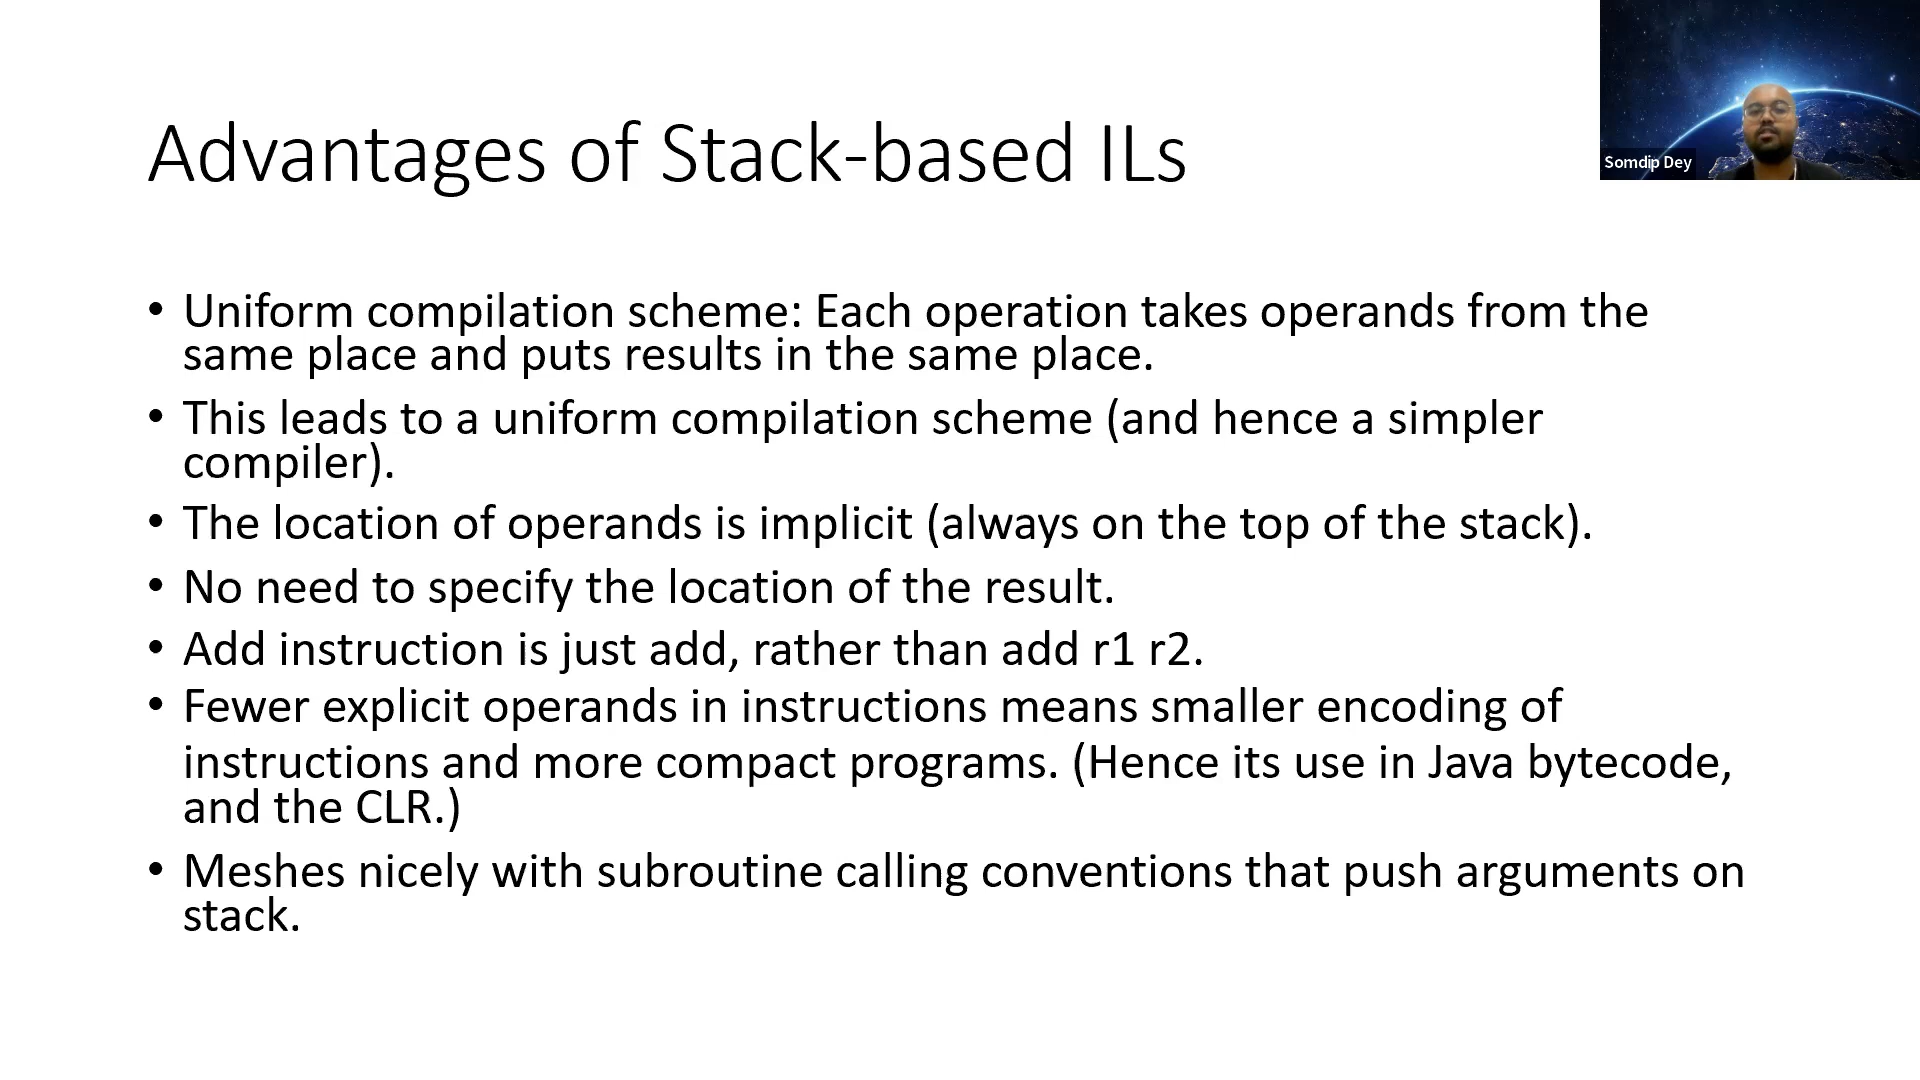 Advantages of Stack-based ILs
Somdip Dey
• Uniform compilation scheme: Each operation takes operands from the
same place and puts results in the same place.
• This leads to a uniform compilation scheme (and hence a simpler
compiler).
• The location of operands is implicit (always on the top of the stack).
• No need to specify the location of the result.
• Add instruction is just add, rather than add r1 r2.
• Fewer explicit operands in instructions means smaller encoding of
instructions and more compact programs. (Hence its use in Java bytecode,
and the CLR.)
• Meshes nicely with subroutine calling conventions that push arguments on
stack.